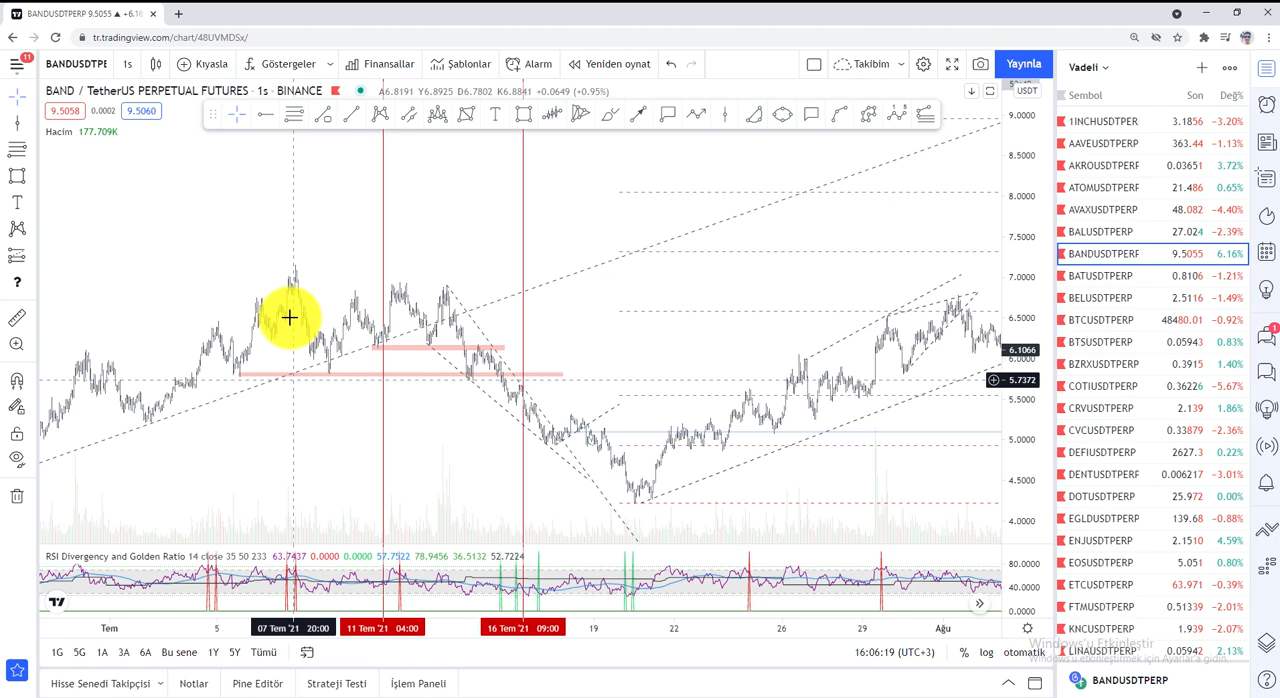 BANDUSDTPERP 9.5055 ▲ +6.16
tr.tradingview.com/chart/48UVMDSx/
11
BANDUSDTPE
1s
Kıyasla
Göstergeler
Finansallar
Şablonlar
Alarm
Yeniden oynat
Takibim
Yayınla
Vadeli
BAND / TetherUS PERPETUAL FUTURES · 1s · BINANCE
A6.8191 Y6.8925 D6.7802 K6.8841 +0.0649 (+0.95%)
9.5058 0.0002 9.5060
Hacim 177.709K
USDT
9.0000
8.5000
8.0000
7.5000
7.0000
6.5000
6.1066
6.0000
5.7372
5.5000
5.0000
4.5000
4.0000
Sembol Son Değ%
1INCHUSDTPER 3.1856 −3.20%
AAVEUSDTPERP 363.44 −1.13%
AKROUSDTPERP 0.03651 3.72%
ATOMUSDTPERP 21.486 0.65%
AVAXUSDTPERP 48.082 −4.40%
BALUSDTPERP 27.024 −2.39%
BANDUSDTPERP 9.5055 6.16%
BATUSDTPERP 0.8106 −1.21%
BELUSDTPERP 2.5116 −1.49%
BTCUSDTPERP 48480.01 −0.92%
BTSUSDTPERP 0.05943 0.83%
BZRXUSDTPERP 0.3915 1.40%
COTIUSDTPERP 0.36226 −5.67%
CRVUSDTPERP 2.139 1.86%
CVCUSDTPERP 0.33879 −2.36%
DEFIUSDTPERP 2627.3 0.22%
DENTUSDTPERP 0.006217 −3.01%
DOTUSDTPERP 25.972 0.00%
EGLDUSDTPERP 139.68 −0.88%
ENJUSDTPERP 2.1510 4.59%
EOSUSDTPERP 5.051 0.80%
ETCUSDTPERP 63.971 −0.39%
FTMUSDTPERP 0.51339 −2.01%
KNCUSDTPERP 1.939 −2.07%
LINAUSDTPERP 0.05942 2.13%
1
RSI Divergency and Golden Ratio 14 close 35 50 233 63.7437 0.0000 0.0000 57.7522 78.9456 36.5132 52.7224
80.0000
40.0000
0.0000
Tem 5 07 Tem '21 20:00 11 Tem '21 04:00 16 Tem '21 09:00 19 22 26 29 Ağu
1G 5G 1A 3A 6A Bu sene 1Y 5Y Tümü
16:06:19 (UTC+3) % log otomatik
Windows'u Etkinleştir
Windows'u etkinleştirmek için Ayarlar'a gidin.
Hisse Senedi Takipçisi Notlar Pine Editör Strateji Testi İşlem Paneli
BANDUSDTPERP